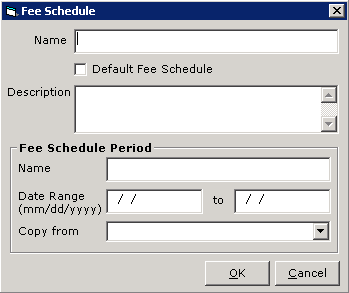 Fee Schedule
Name
Default Fee Schedule
Description
Fee Schedule Period
Name
Date Range
(mm/dd/yyyy)
/ / to / /
Copy from
OK Cancel